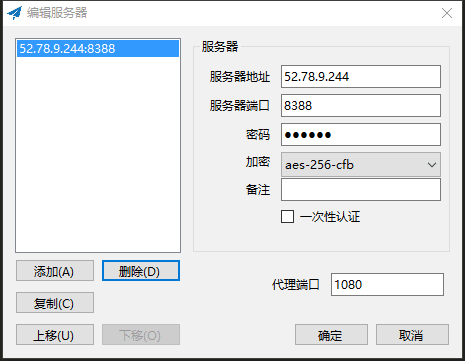 编辑服务器
52.78.9.244:8388
服务器
服务器地址 52.78.9.244
服务器端口 8388
密码 ●●●●●●
加密 aes-256-cfb
备注
一次性认证
添加(A) 删除(D)
代理端口 1080
复制(C)
上移(U) 下移(O) 确定 取消